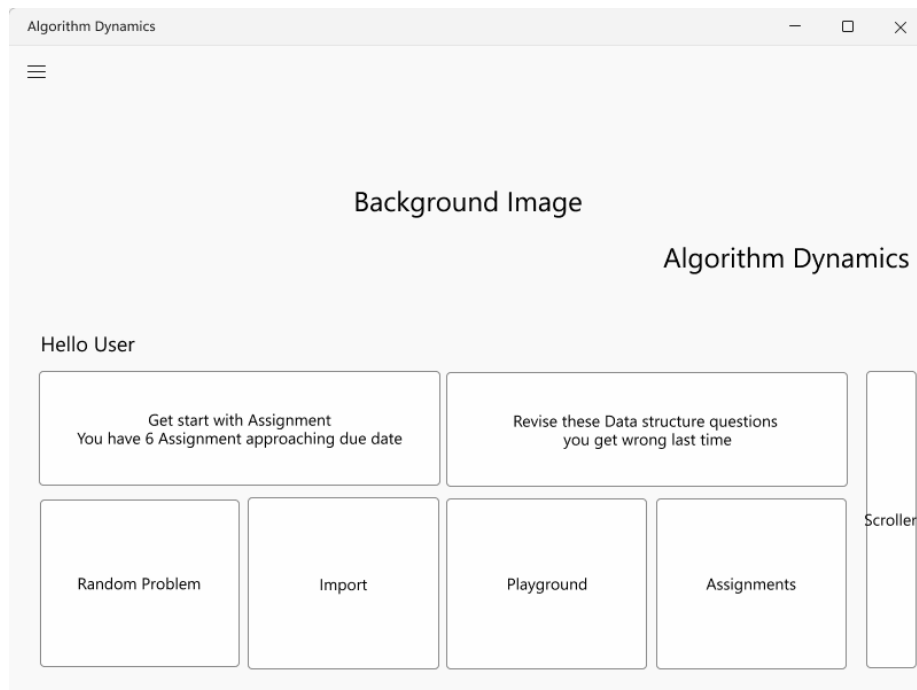 Algorithm Dynamics
Background Image
Algorithm Dynamics
Hello User
Get start with Assignment
You have 6 Assignment approaching due date
Revise these Data structure questions
you get wrong last time
Scroller
Random Problem
Import
Playground
Assignments